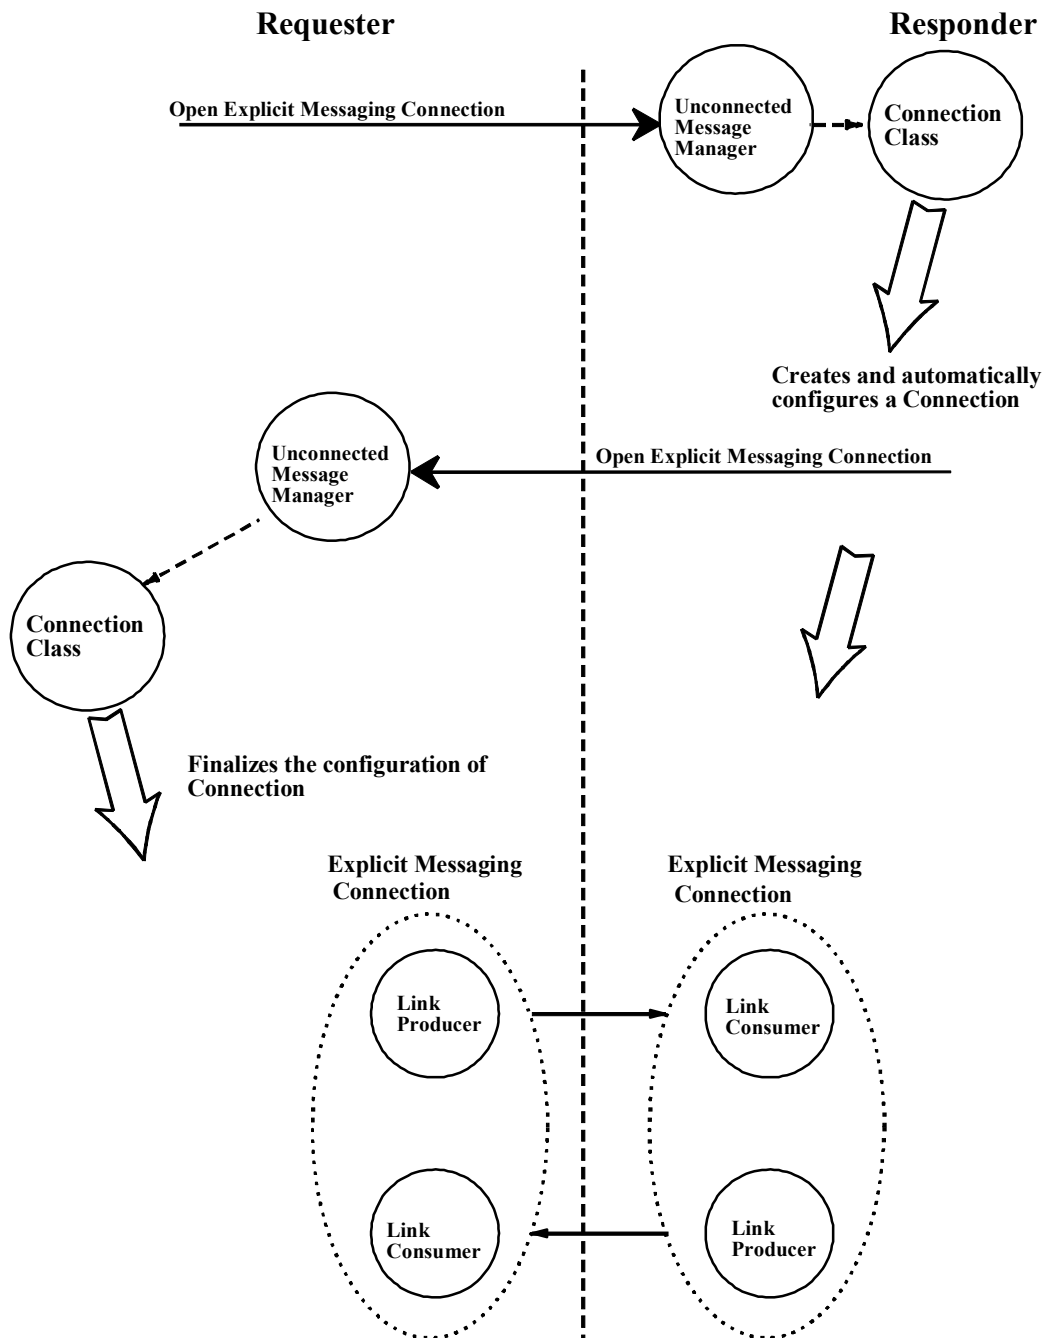 Requester
Responder
Open Explicit Messaging Connection
Unconnected
Message
Manager
Connection
Class
Creates and automatically
configures a Connection
Unconnected
Message
Manager
Open Explicit Messaging Connection
Connection
Class
Finalizes the configuration of
Connection
Explicit Messaging
Connection
Explicit Messaging
Connection
Link
Producer
Link
Consumer
Link
Consumer
Link
Producer